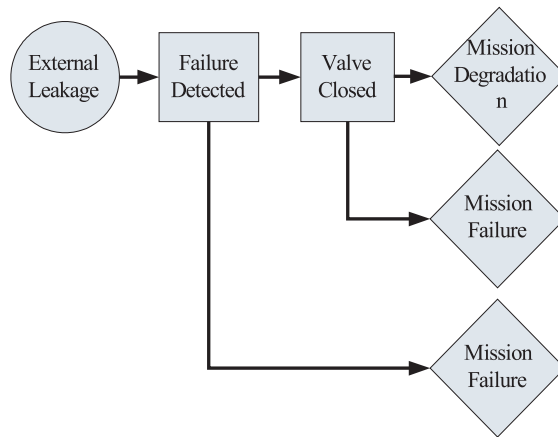 External
Leakage
Failure
Detected
Valve
Closed
Mission
Degradatio
n
Mission
Failure
Mission
Failure